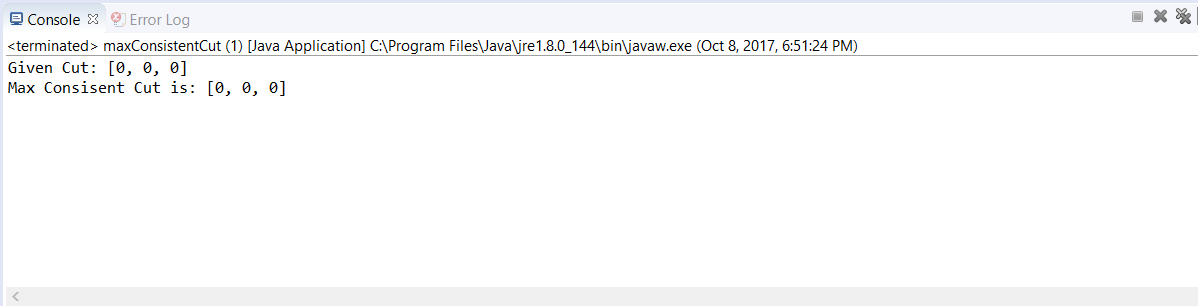 Console Error Log
<terminated> maxConsistentCut (1) [Java Application] C:\Program Files\Java\jre1.8.0_144\bin\javaw.exe (Oct 8, 2017, 6:51:24 PM)
Given Cut: [0, 0, 0]
Max Consisent Cut is: [0, 0, 0]